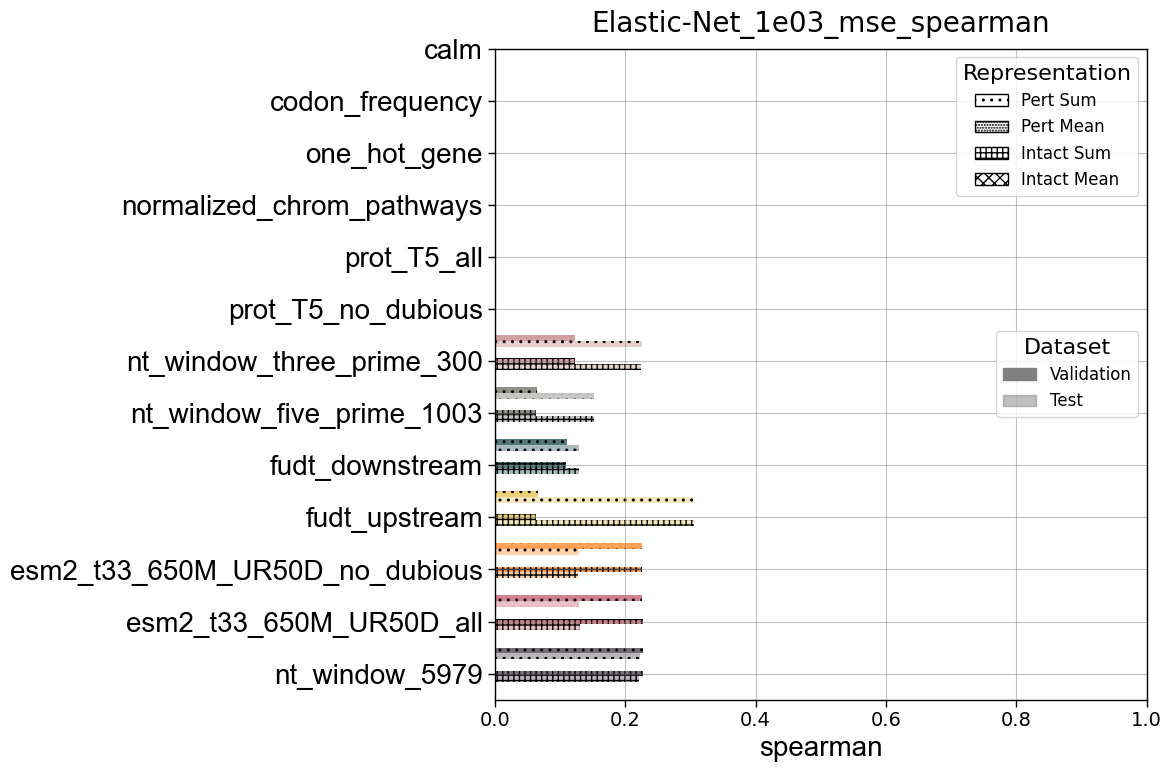 Elastic-Net_1e03_mse_spearman
calm
codon_frequency
one_hot_gene
normalized_chrom_pathways
prot_T5_all
prot_T5_no_dubious
nt_window_three_prime_300
nt_window_five_prime_1003
fudt_downstream
fudt_upstream
esm2_t33_650M_UR50D_no_dubious
esm2_t33_650M_UR50D_all
nt_window_5979
Representation
Pert Sum
Pert Mean
Intact Sum
Intact Mean
Dataset
Validation
Test
0.0 0.2 0.4 0.6 0.8 1.0
spearman